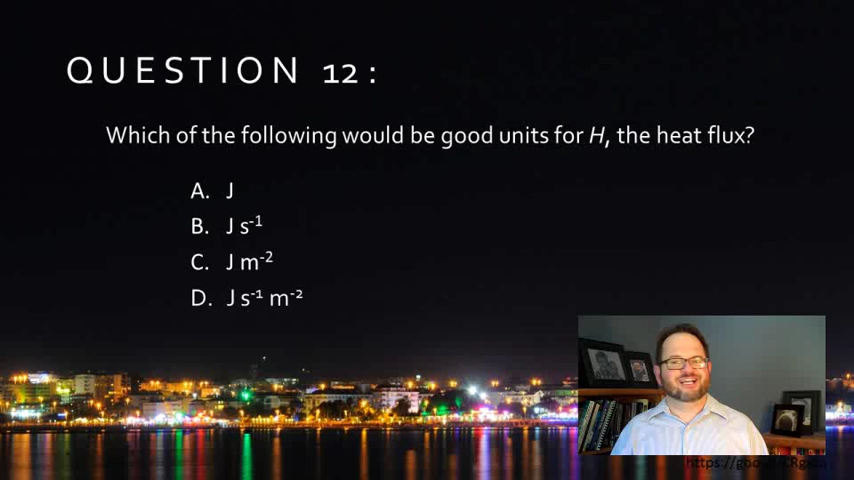 QUESTION 12:
Which of the following would be good units for H, the heat flux?
A. J
B. J s⁻¹
C. J m⁻²
D. J s⁻¹ m⁻²